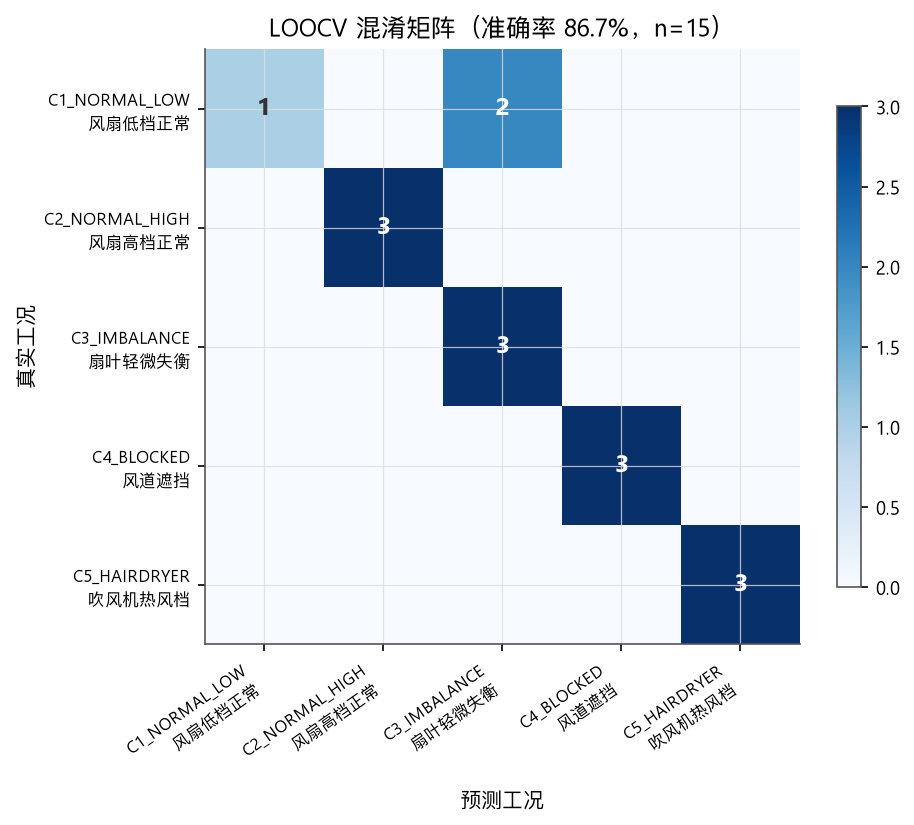 LOOCV 混淆矩阵（准确率 86.7%，n=15）
真实工况
C1_NORMAL_LOW
风扇低档正常
1
2
C2_NORMAL_HIGH
风扇高档正常
3
C3_IMBALANCE
扇叶轻微失衡
3
C4_BLOCKED
风道遮挡
3
C5_HAIRDRYER
吹风机热风档
3
C1_NORMAL_LOW
风扇低档正常
C2_NORMAL_HIGH
风扇高档正常
C3_IMBALANCE
扇叶轻微失衡
C4_BLOCKED
风道遮挡
C5_HAIRDRYER
吹风机热风档
预测工况
3.0
2.5
2.0
1.5
1.0
0.5
0.0